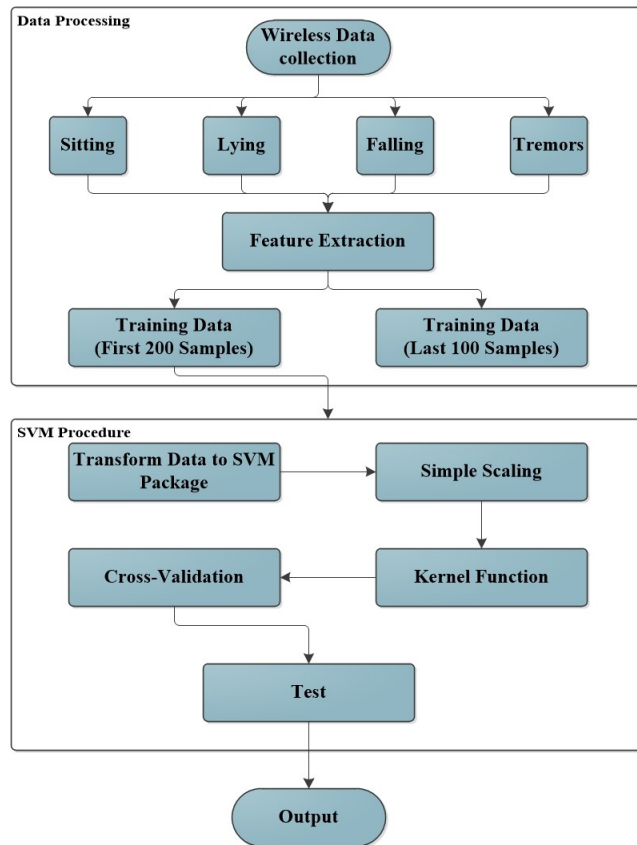 Data Processing
Wireless Data
collection
Sitting
Lying
Falling
Tremors
Feature Extraction
Training Data
(First 200 Samples)
Training Data
(Last 100 Samples)
SVM Procedure
Transform Data to SVM
Package
Simple Scaling
Cross-Validation
Kernel Function
Test
Output